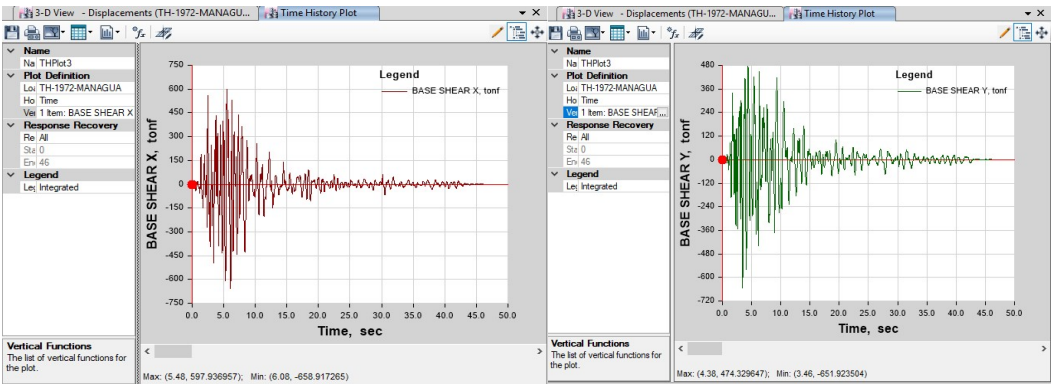 3-D View - Displacements (TH-1972-MANAGU... Time History Plot
Name
Na THPlot3
Plot Definition
Loa TH-1972-MANAGUA
Ho Time
Ver 1 Item: BASE SHEAR X
Response Recovery
Re All
Sta 0
En 46
Legend
Leg Integrated
Vertical Functions
The list of vertical functions for
the plot.
Legend
BASE SHEAR X, tonf
BASE SHEAR X, tonf
750
600
450
300
150
0
-150
-300
-450
-600
-750
0.0 5.0 10.0 15.0 20.0 25.0 30.0 35.0 40.0 45.0 50.0
Time, sec
Max: (5.48, 597.936957); Min: (6.08, -658.917265)
3-D View - Displacements (TH-1972-MANAGU... Time History Plot
Name
Na THPlot3
Plot Definition
Loa TH-1972-MANAGUA
Ho Time
Ver 1 Item: BASE SHEAR...
Response Recovery
Re All
Sta 0
En 46
Legend
Leg Integrated
Vertical Functions
The list of vertical functions for
the plot.
Legend
BASE SHEAR Y, tonf
BASE SHEAR Y, tonf
480
360
240
120
0
-120
-240
-360
-480
-600
-720
0.0 5.0 10.0 15.0 20.0 25.0 30.0 35.0 40.0 45.0 50.0
Time, sec
Max: (4.38, 474.329647); Min: (3.46, -651.923504)